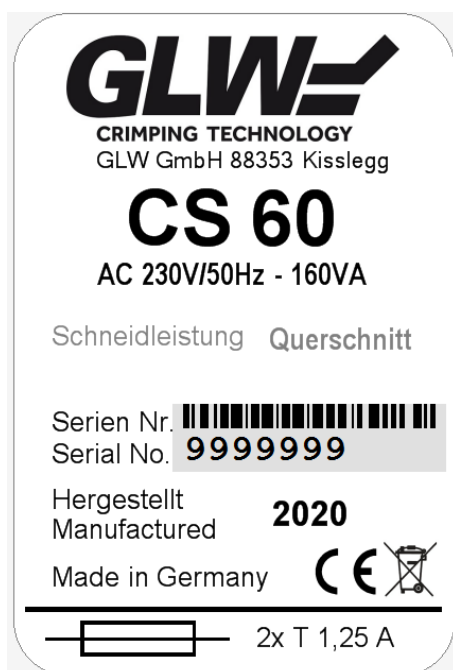 GLW
CRIMPING TECHNOLOGY
GLW GmbH 88353 Kisslegg
CS 60
AC 230V/50Hz - 160VA
Schneidleistung Querschnitt
Serien Nr.
Serial No. 9999999
Hergestellt
Manufactured 2020
Made in Germany CE
2x T 1,25 A